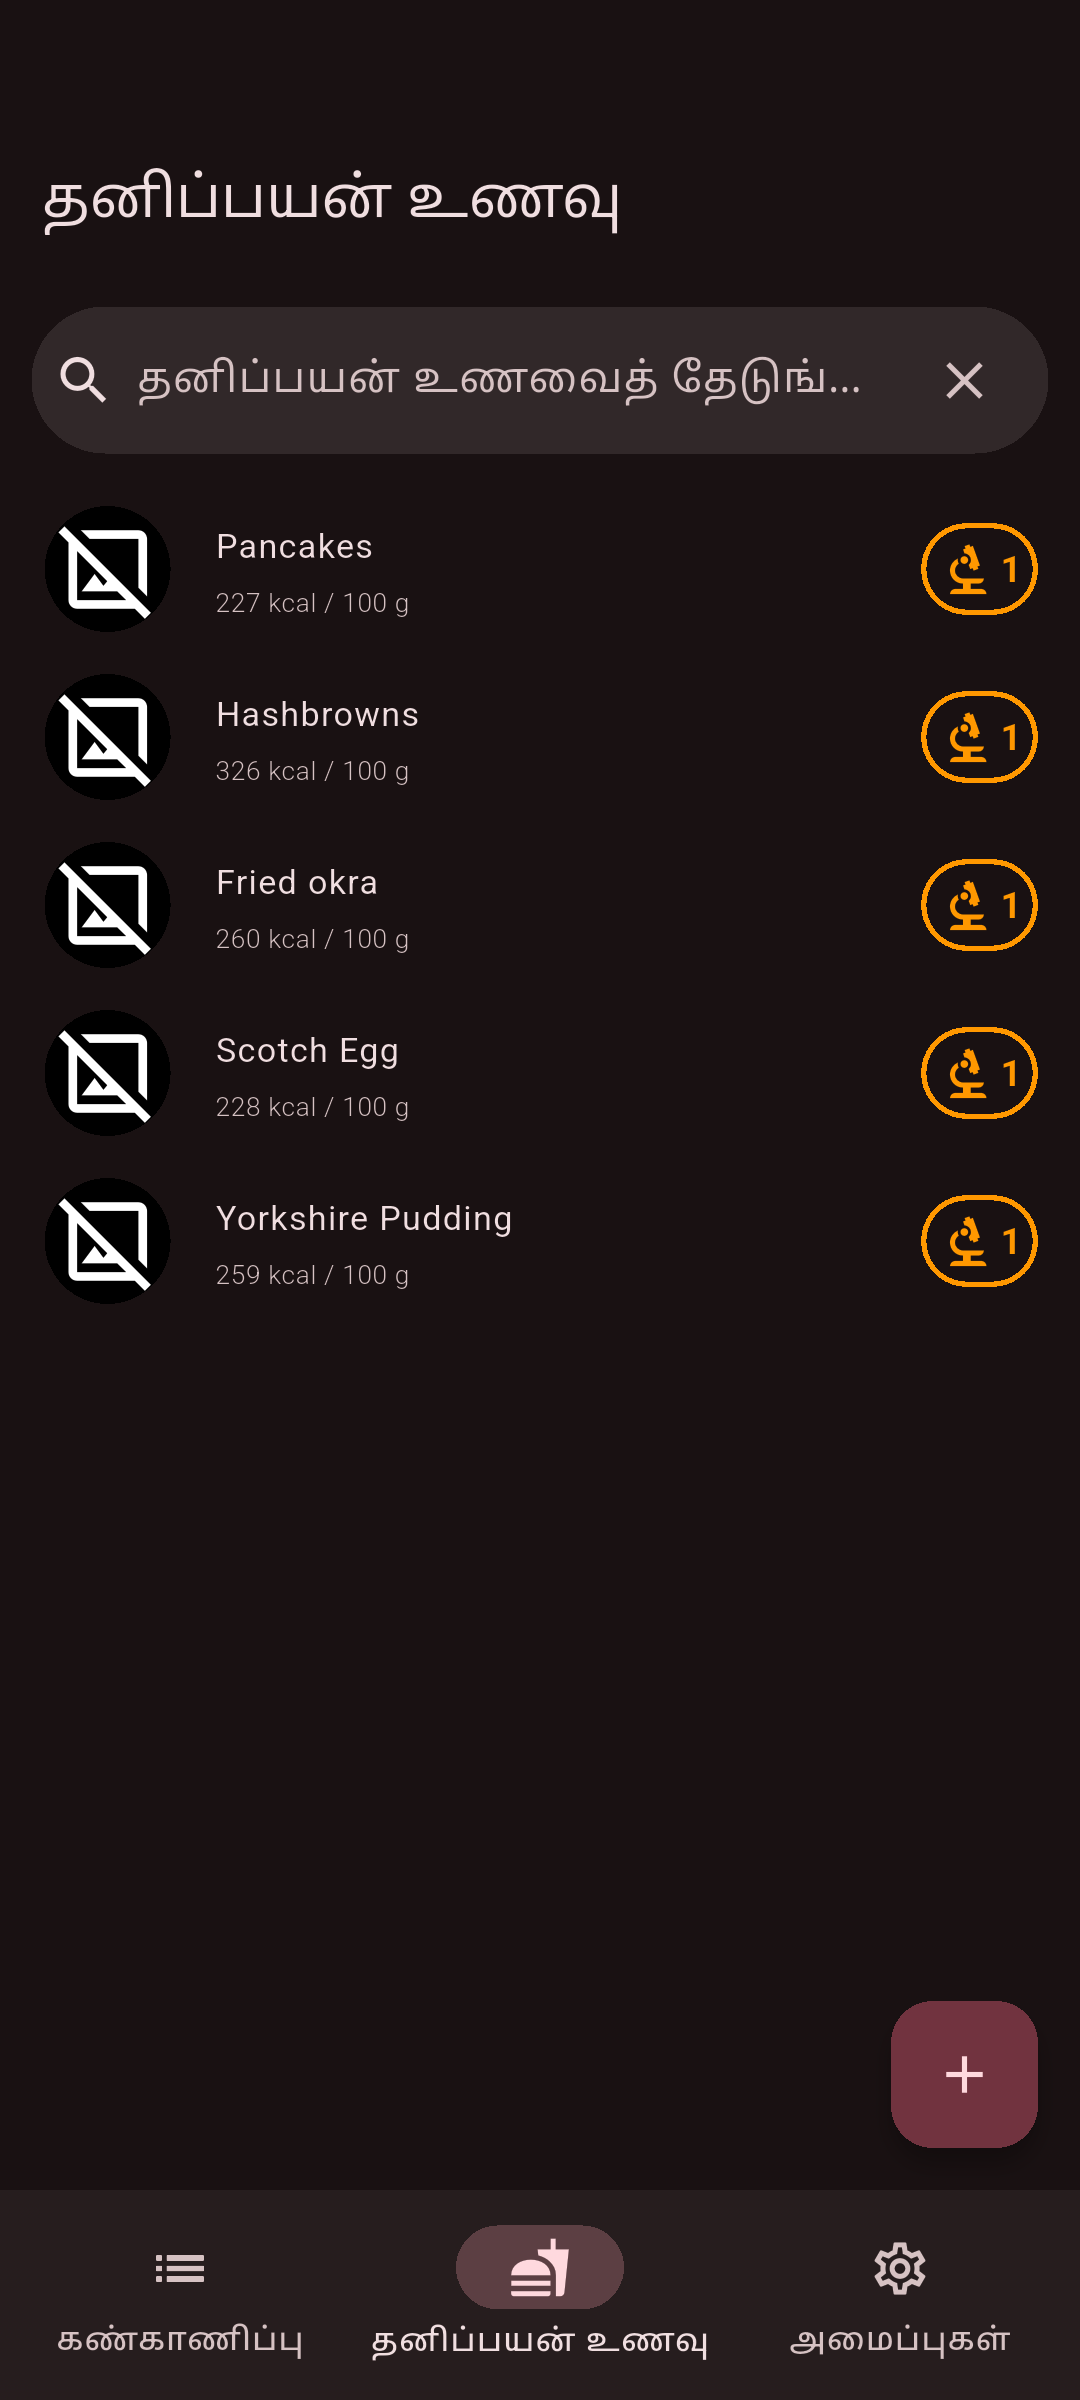 தனிப்பயன் உணவு
தனிப்பயன் உணவைத் தேடுங்...
Pancakes
227 kcal / 100 g
1
Hashbrowns
326 kcal / 100 g
1
Fried okra
260 kcal / 100 g
1
Scotch Egg
228 kcal / 100 g
1
Yorkshire Pudding
259 kcal / 100 g
1
கண்காணிப்பு
தனிப்பயன் உணவு
அமைப்புகள்